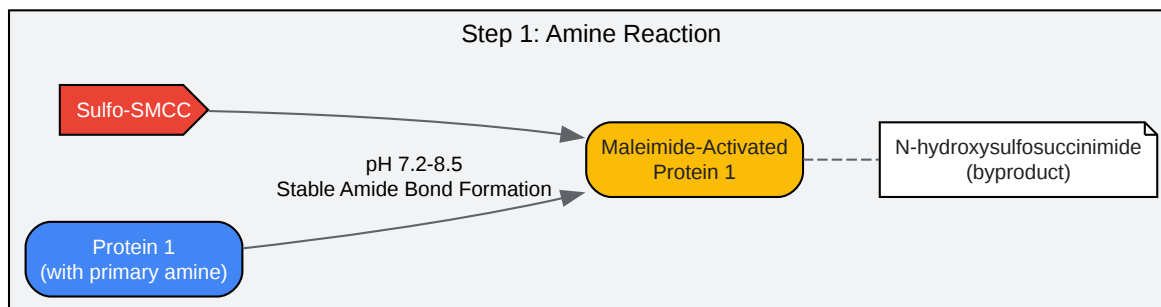 Step 1: Amine Reaction
Sulfo-SMCC
pH 7.2-8.5
Stable Amide Bond Formation
Protein 1
(with primary amine)
Maleimide-Activated
Protein 1
N-hydroxysulfosuccinimide
(byproduct)